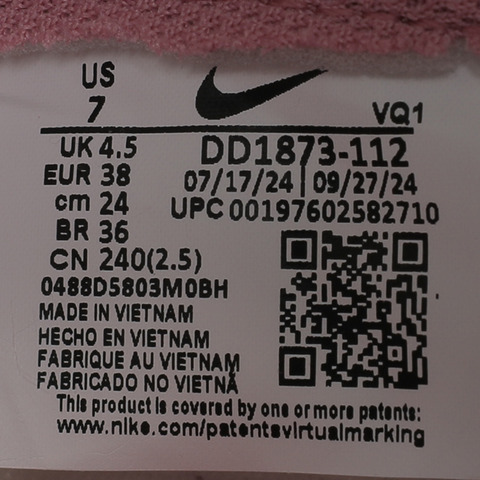 US
7
VQ1
UK 4.5
EUR 38
cm 24
BR 36
CN 240(2.5)
DD1873-112
07/17/24 | 09/27/24
UPC 00197602582710
0488D5803M0BH
MADE IN VIETNAM
HECHO EN VIETNAM
FABRIQUE AU VIETNAM
FABRICADO NO VIETNÃ
This product is covered by one or more patents:
www.nike.com/patentsvirtualmarking